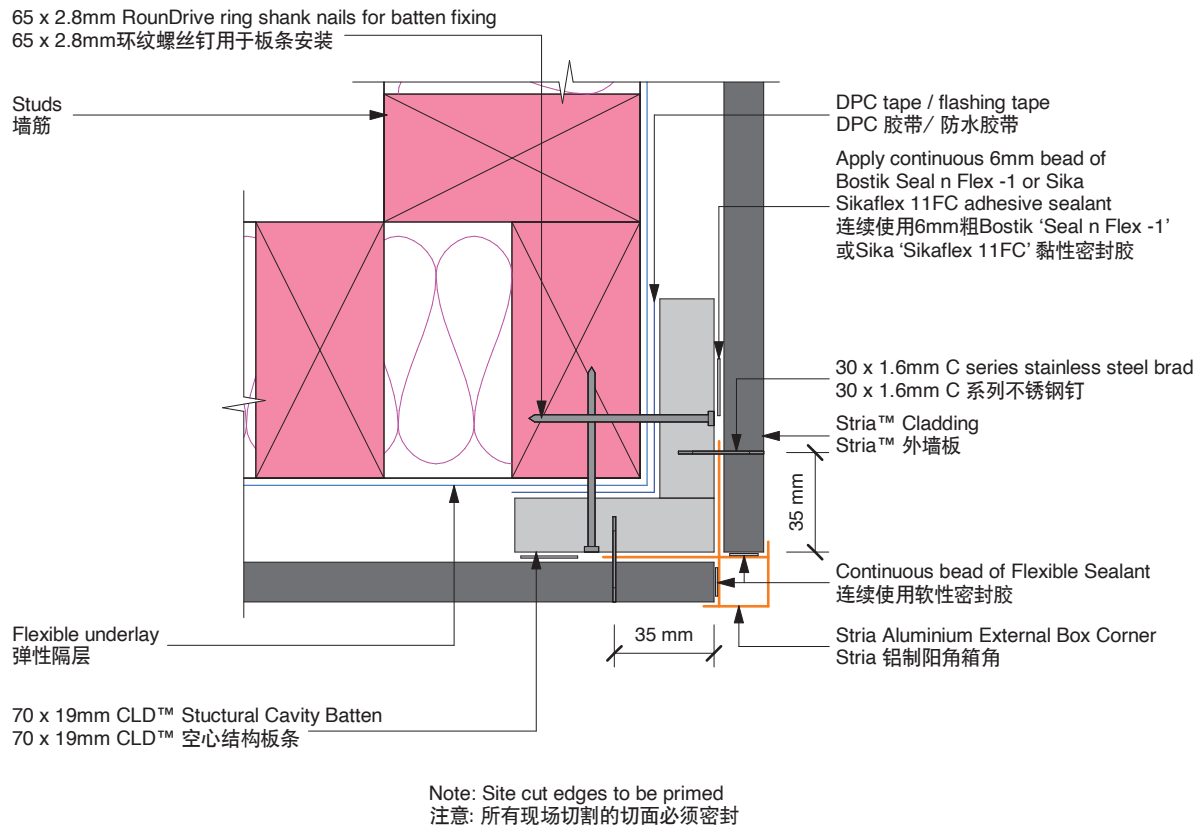 65 x 2.8mm RounDrive ring shank nails for batten fixing
65 x 2.8mm环纹螺丝钉用于板条安装
Studs
墙筋
DPC tape / flashing tape
DPC 胶带/ 防水胶带
Apply continuous 6mm bead of
Bostik Seal n Flex -1 or Sika
Sikaflex 11FC adhesive sealant
连续使用6mm粗Bostik ‘Seal n Flex -1’
或Sika ‘Sikaflex 11FC’ 黏性密封胶
30 x 1.6mm C series stainless steel brad
30 x 1.6mm C 系列不锈钢钉
Stria™ Cladding
Stria™ 外墙板
35 mm
Continuous bead of Flexible Sealant
连续使用软性密封胶
35 mm
Stria Aluminium External Box Corner
Stria 铝制阳角箱角
Flexible underlay
弹性隔层
70 x 19mm CLD™ Stuctural Cavity Batten
70 x 19mm CLD™ 空心结构板条
Note: Site cut edges to be primed
注意: 所有现场切割的切面必须密封